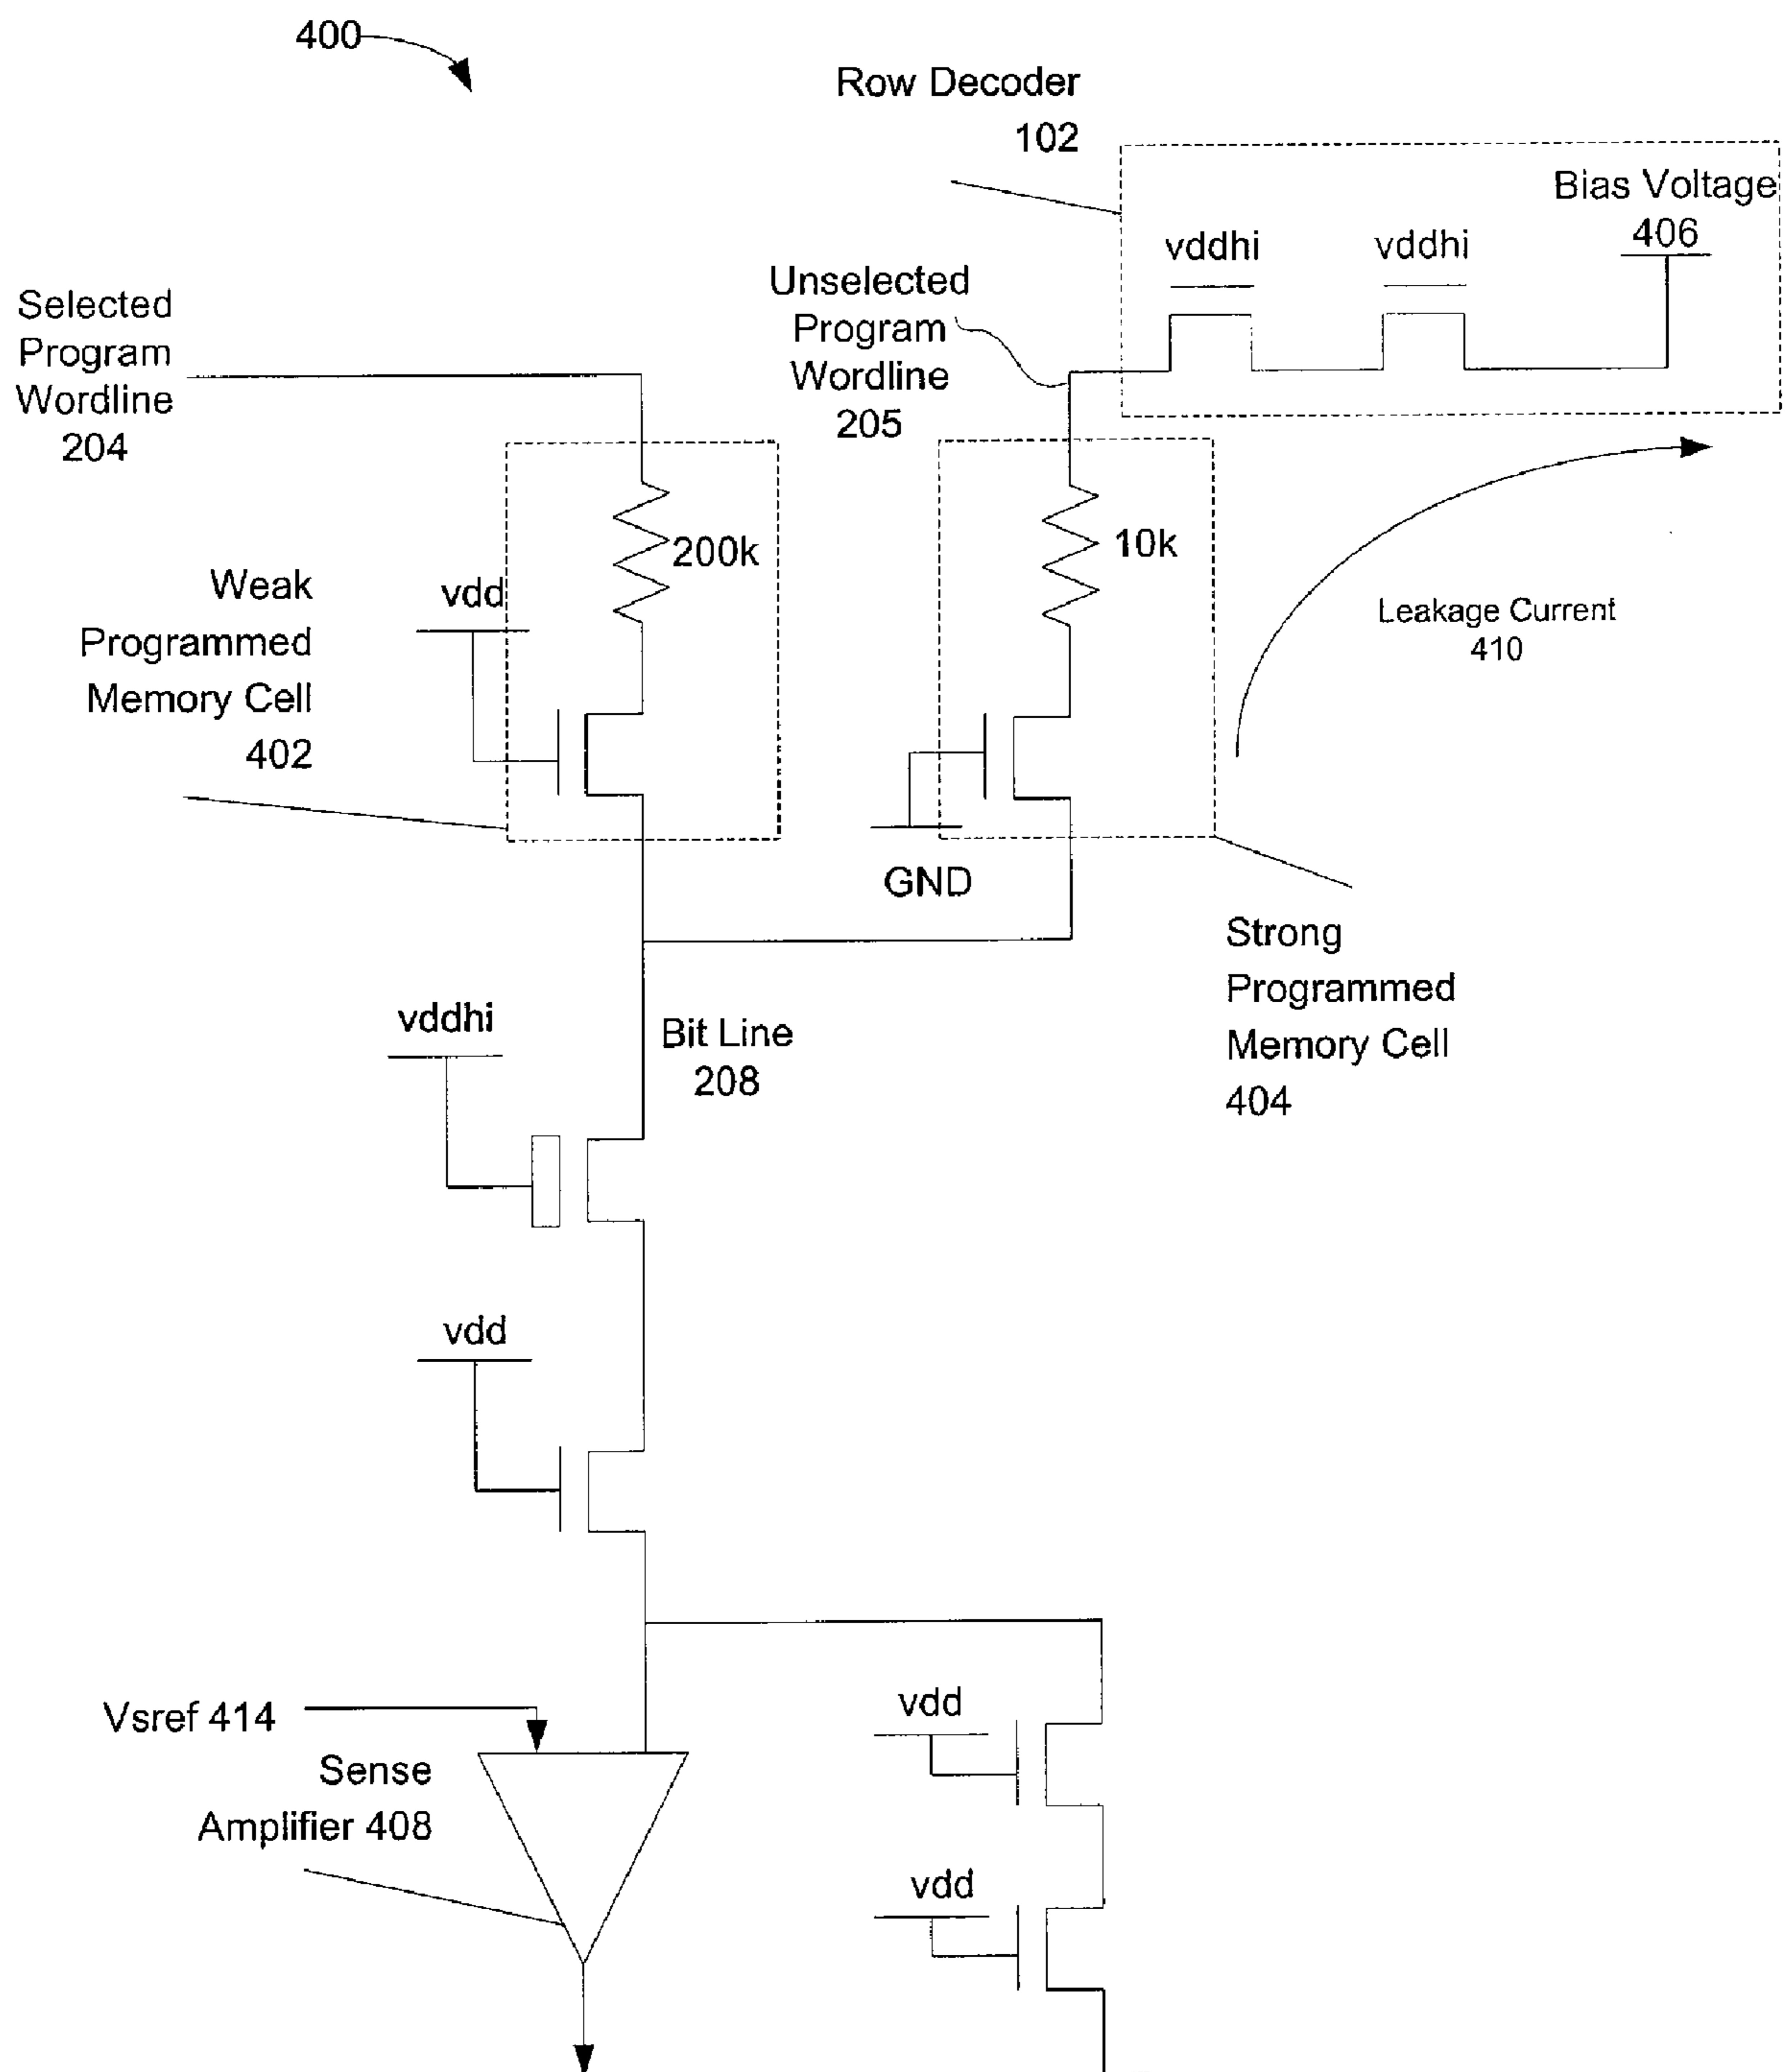 400
Row Decoder
102
Bias Voltage
406
vddhi
vddhi
Unselected
Program
Wordline
205
Selected
Program
Wordline
204
200k
10k
Weak
Programmed
Memory Cell
402
vdd
Leakage Current
410
GND
Strong
Programmed
Memory Cell
404
vddhi
Bit Line
208
vdd
Vsref 414
Sense
Amplifier 408
vdd
vdd